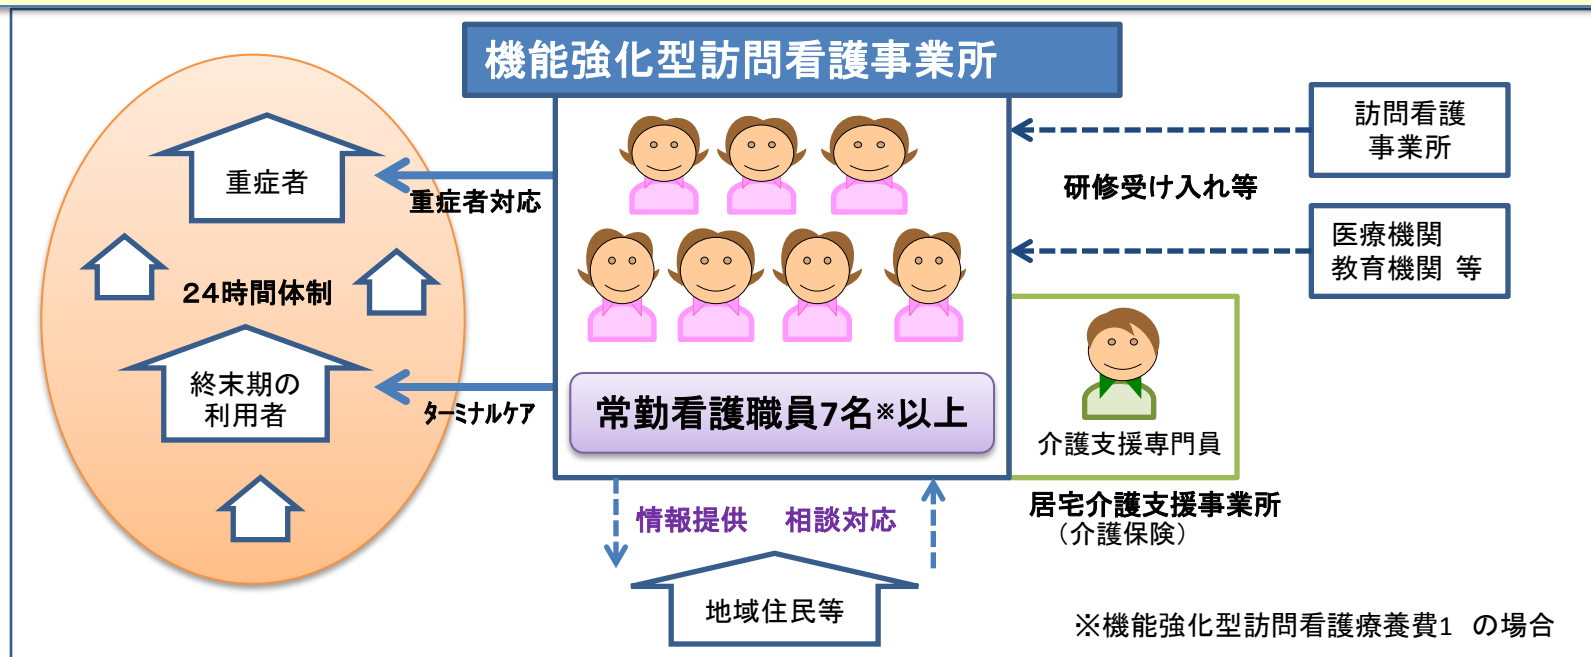 機能強化型訪問看護事業所
重症者
重症者対応
24時間体制
終末期の
利用者
ターミナルケア
常勤看護職員7名※以上
訪問看護
事業所
研修受け入れ等
医療機関
教育機関 等
介護支援専門員
居宅介護支援事業所
（介護保険）
情報提供 相談対応
地域住民等
※機能強化型訪問看護療養費1 の場合